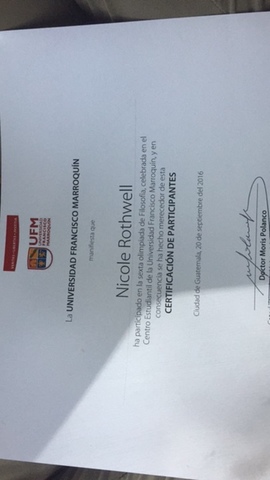 UFM
UNIVERSIDAD
FRANCISCO
MARROQUÍN
La UNIVERSIDAD FRANCISCO MARROQUÍN
manifiesta que
Nicole Rothwell
ha participado en la sexta olimpiada de Filosofía, celebrada en el
Centro Estudiantil de la Universidad Francisco Marroquín, y en
consecuencia se ha hecho merecedor de esta
CERTIFICACIÓN DE PARTICIPANTES
Ciudad de Guatemala, 20 de septiembre del 2016
Doctor Moris Polanco